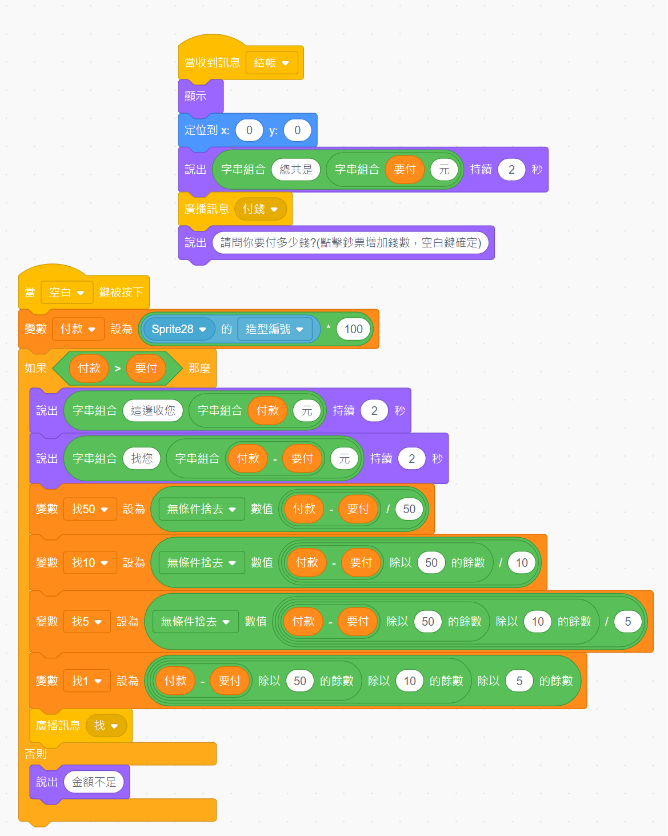 當收到訊息 結帳
顯示
定位到 x: 0 y: 0
說出 字串組合 總共是 字串組合 要付 元 持續 2 秒
廣播訊息 付錢
說出 請問你要付多少錢?(點擊鈔票增加錢數，空白鍵確定)
當 空白 鍵被按下
變數 付款 設為 Sprite28 的 造型編號 * 100
如果 付款 > 要付 那麼
說出 字串組合 這邊收您 字串組合 付款 元 持續 2 秒
說出 字串組合 找您 字串組合 付款 - 要付 元 持續 2 秒
變數 找50 設為 無條件捨去 數值 付款 - 要付 / 50
變數 找10 設為 無條件捨去 數值 付款 - 要付 除以 50 的餘數 / 10
變數 找5 設為 無條件捨去 數值 付款 - 要付 除以 50 的餘數 除以 10 的餘數 / 5
變數 找1 設為 付款 - 要付 除以 50 的餘數 除以 10 的餘數 除以 5 的餘數
廣播訊息 找
否則
說出 金額不足